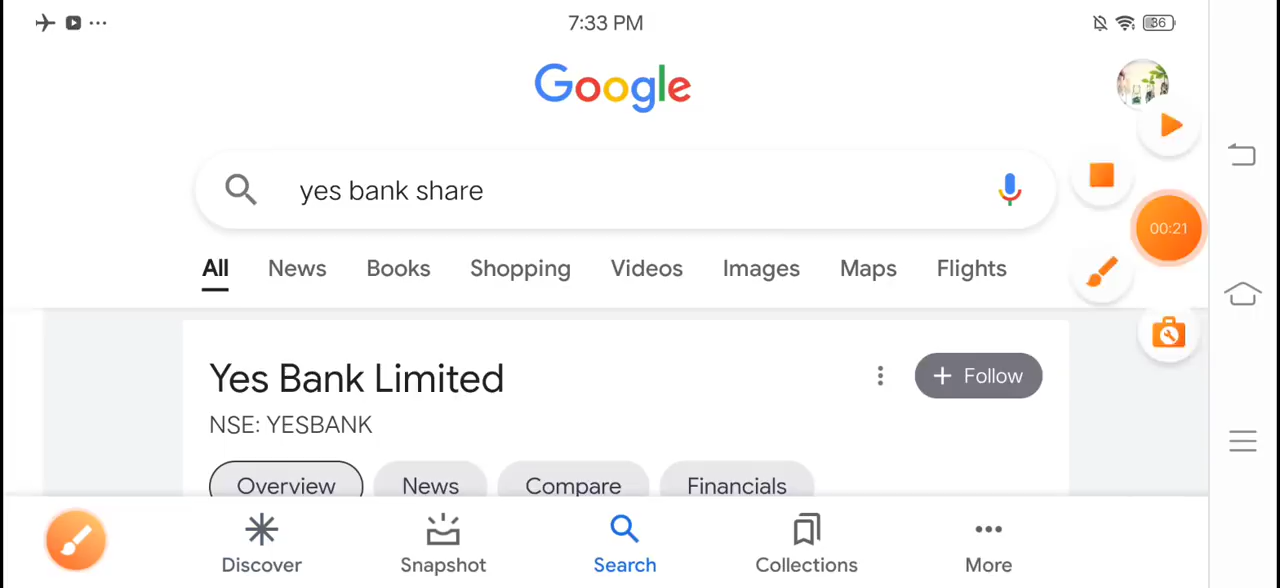 7:33 PM
86
Google
yes bank share
All News Books Shopping Videos Images Maps Flights
00:21
Yes Bank Limited
+ Follow
NSE: YESBANK
Overview News Compare Financials
Discover Snapshot Search Collections More